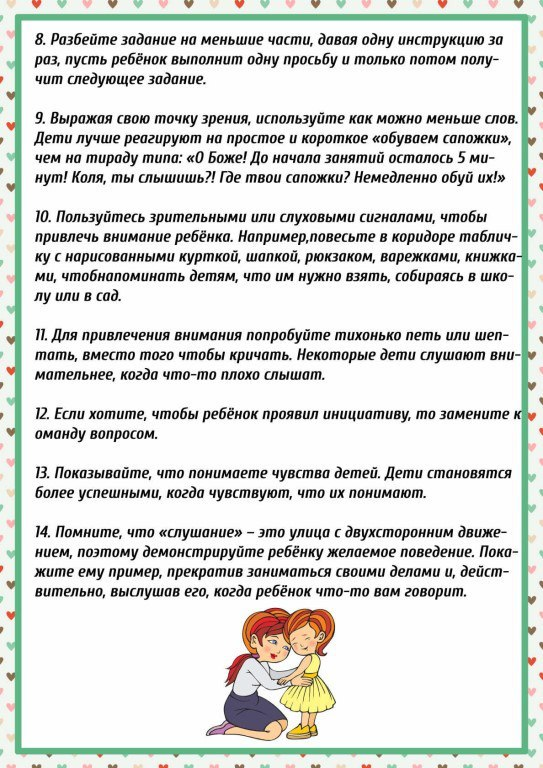 8. Разбейте задание на меньшие части, давая одну инструкцию за
раз, пусть ребёнок выполнит одну просьбу и только потом полу-
чит следующее задание.
9. Выражая свою точку зрения, используйте как можно меньше слов.
Дети лучше реагируют на простое и короткое «обуваем сапожки»,
чем на тираду типа: «О Боже! До начала занятий осталось 5 ми-
нут! Коля, ты слышишь?! Где твои сапожки? Немедленно обуй их!»
10. Пользуйтесь зрительными или слуховыми сигналами, чтобы
привлечь внимание ребёнка. Например,повесьте в коридоре таблич-
ку с нарисованными курткой, шапкой, рюкзаком, варежками, книжка-
ми, чтобнапоминать детям, что им нужно взять, собираясь в шко-
лу или в сад.
11. Для привлечения внимания попробуйте тихонько петь или шеп-
тать, вместо того чтобы кричать. Некоторые дети слушают вни-
мательнее, когда что-то плохо слышат.
12. Если хотите, чтобы ребёнок проявил инициативу, то замените к
оманду вопросом.
13. Показывайте, что понимаете чувства детей. Дети становятся
более успешными, когда чувствуют, что их понимают.
14. Помните, что «слушание» – это улица с двухсторонним движе-
нием, поэтому демонстрируйте ребёнку желаемое поведение. Пока-
жите ему пример, прекратив заниматься своими делами и, дейст-
вительно, выслушав его, когда ребёнок что-то вам говорит.